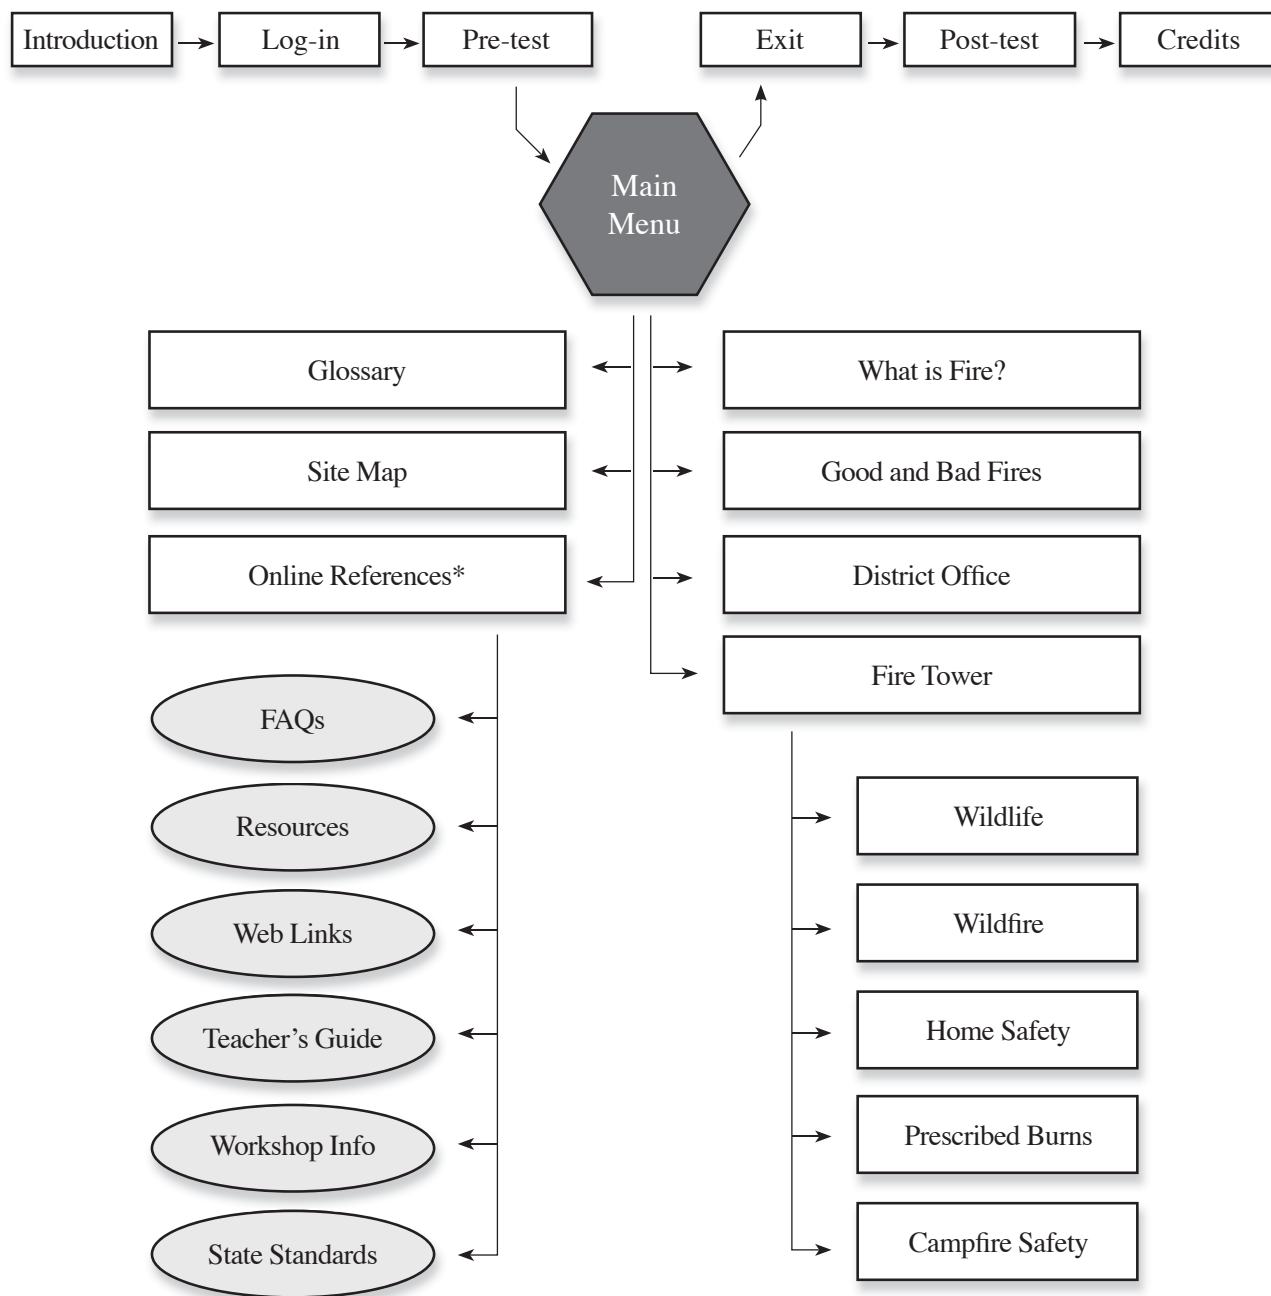 Introduction
Log-in
Pre-test
Exit
Post-test
Credits
Main
Menu
Glossary
What is Fire?
Site Map
Good and Bad Fires
Online References*
District Office
Fire Tower
FAQs
Resources
Web Links
Teacher’s Guide
Workshop Info
State Standards
Wildlife
Wildfire
Home Safety
Prescribed Burns
Campfire Safety